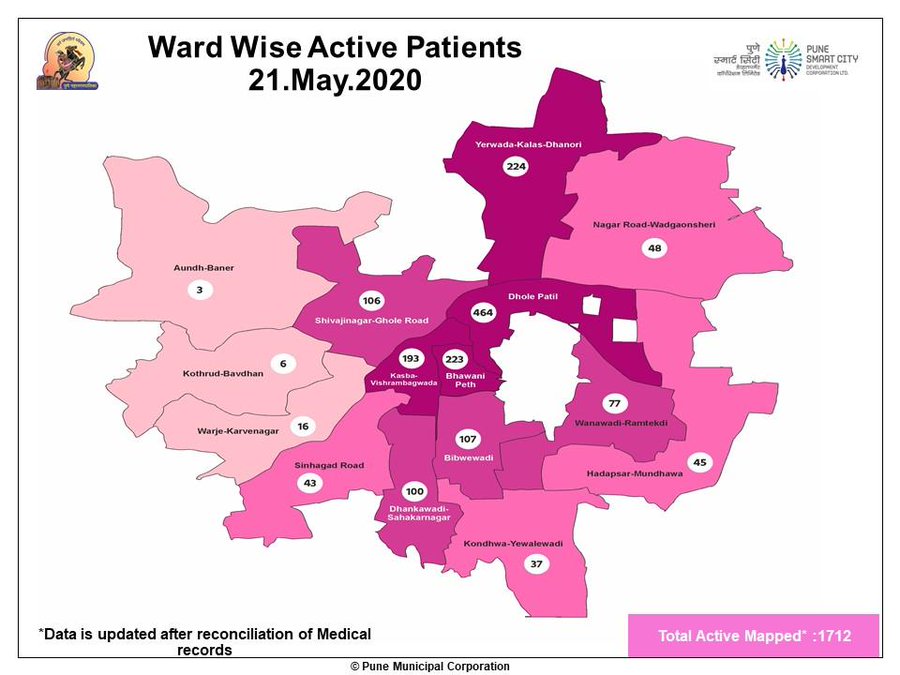 Ward Wise Active Patients
21.May.2020
पुणे
स्मार्ट सिटी
PUNE
SMART CITY
DEVELOPMENT
CORPORATION LTD.
Yerwada-Kalas-Dhanori
224
Nagar Road-Wadgaonsheri
48
Aundh-Baner
3
Dhole Patil
464
106
Shivajinagar-Ghole Road
193
Kasba-
Vishrambagwada
223
Bhawani
Peth
6
Kothrud-Bavdhan
77
Wanawadi-Ramtekdi
16
Warje-Karvenagar
107
Bibwewadi
Sinhagad Road
43
45
Hadapsar-Mundhawa
100
Dhankawadi-
Sahakarnagar
Kondhwa-Yewalewadi
37
*Data is updated after reconciliation of Medical
records
Total Active Mapped* :1712
© Pune Municipal Corporation